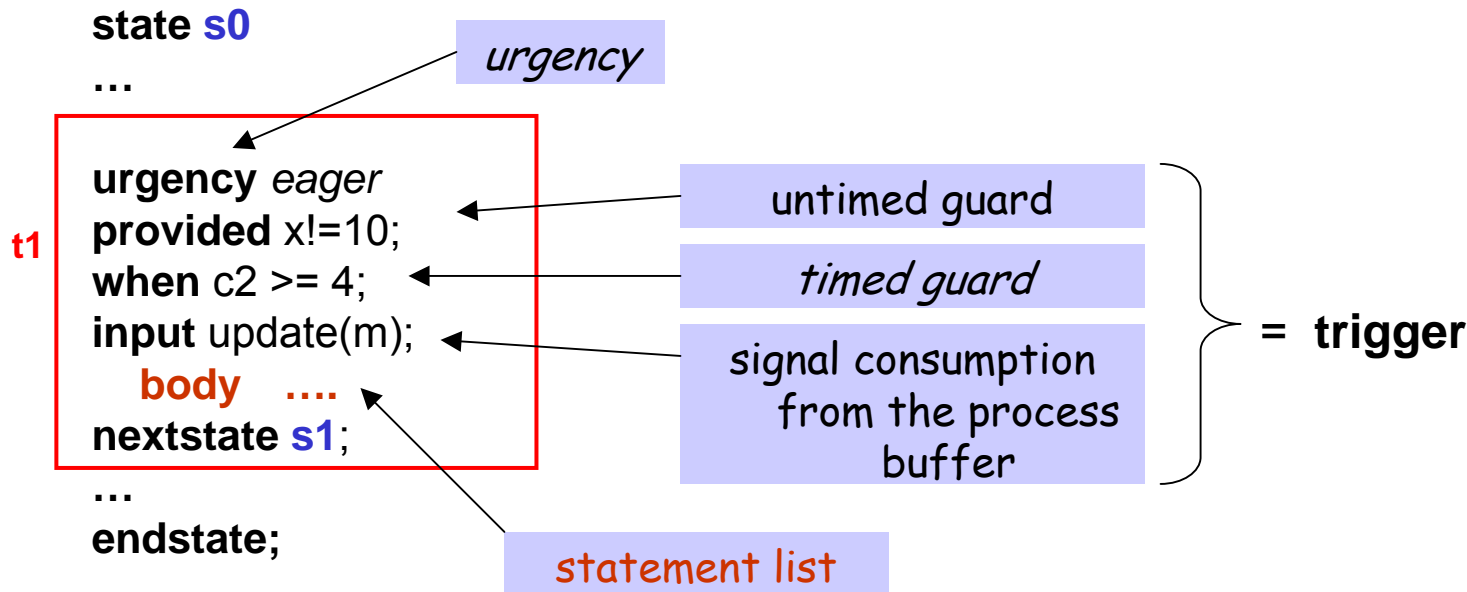 state s0
…
urgency
urgency eager
provided x!=10;
when c2 >= 4;
input update(m);
body ….
nextstate s1;
…
endstate;
t1
untimed guard
timed guard
signal consumption
from the process
buffer
= trigger
statement list